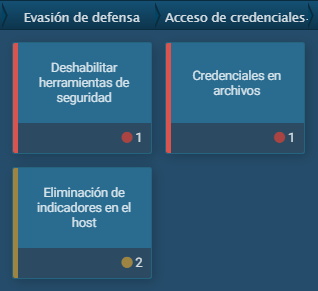 Evasión de defensa
Acceso de credenciales
Deshabilitar
herramientas de
seguridad
1
Credenciales en
archivos
1
Eliminación de
indicadores en el
host
2